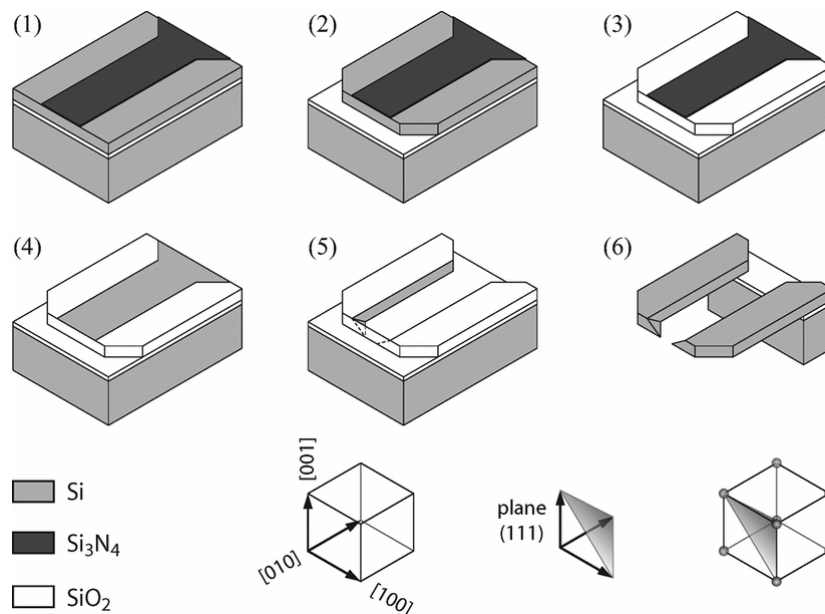 (1)
(2)
(3)
(4)
(5)
(6)
Si
Si₃N₄
SiO₂
[001]
[010]
[100]
plane
(111)